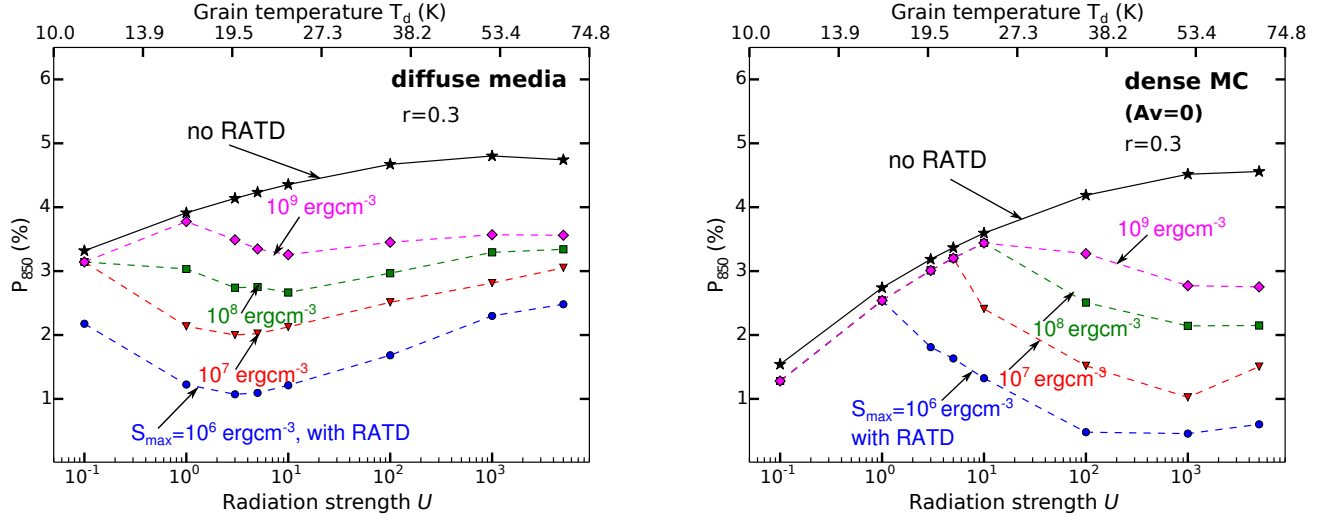 Grain temperature T_d (K)
10.0 13.9 19.5 27.3 38.2 53.4 74.8
diffuse media
r=0.3
no RATD
10^9 ergcm^-3
10^8 ergcm^-3
10^7 ergcm^-3
S_max=10^6 ergcm^-3, with RATD
P_850 (%)
6
5
4
3
2
1
10^-1 10^0 10^1 10^2 10^3
Radiation strength U
Grain temperature T_d (K)
10.0 13.9 19.5 27.3 38.2 53.4 74.8
dense MC
(Av=0)
r=0.3
no RATD
10^9 ergcm^-3
10^8 ergcm^-3
10^7 ergcm^-3
S_max=10^6 ergcm^-3
with RATD
P_850 (%)
6
5
4
3
2
1
10^-1 10^0 10^1 10^2 10^3
Radiation strength U